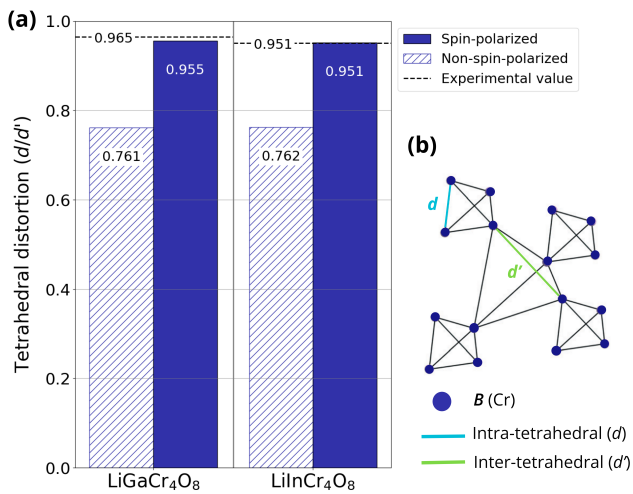 (a)
Tetrahedral distortion (d/d')
1.0
0.8
0.6
0.4
0.2
0.0
0.965
0.955
0.761
0.951
0.951
0.762
LiGaCr₄O₈
LiInCr₄O₈
Spin-polarized
Non-spin-polarized
Experimental value
(b)
d
d'
B (Cr)
Intra-tetrahedral (d)
Inter-tetrahedral (d')